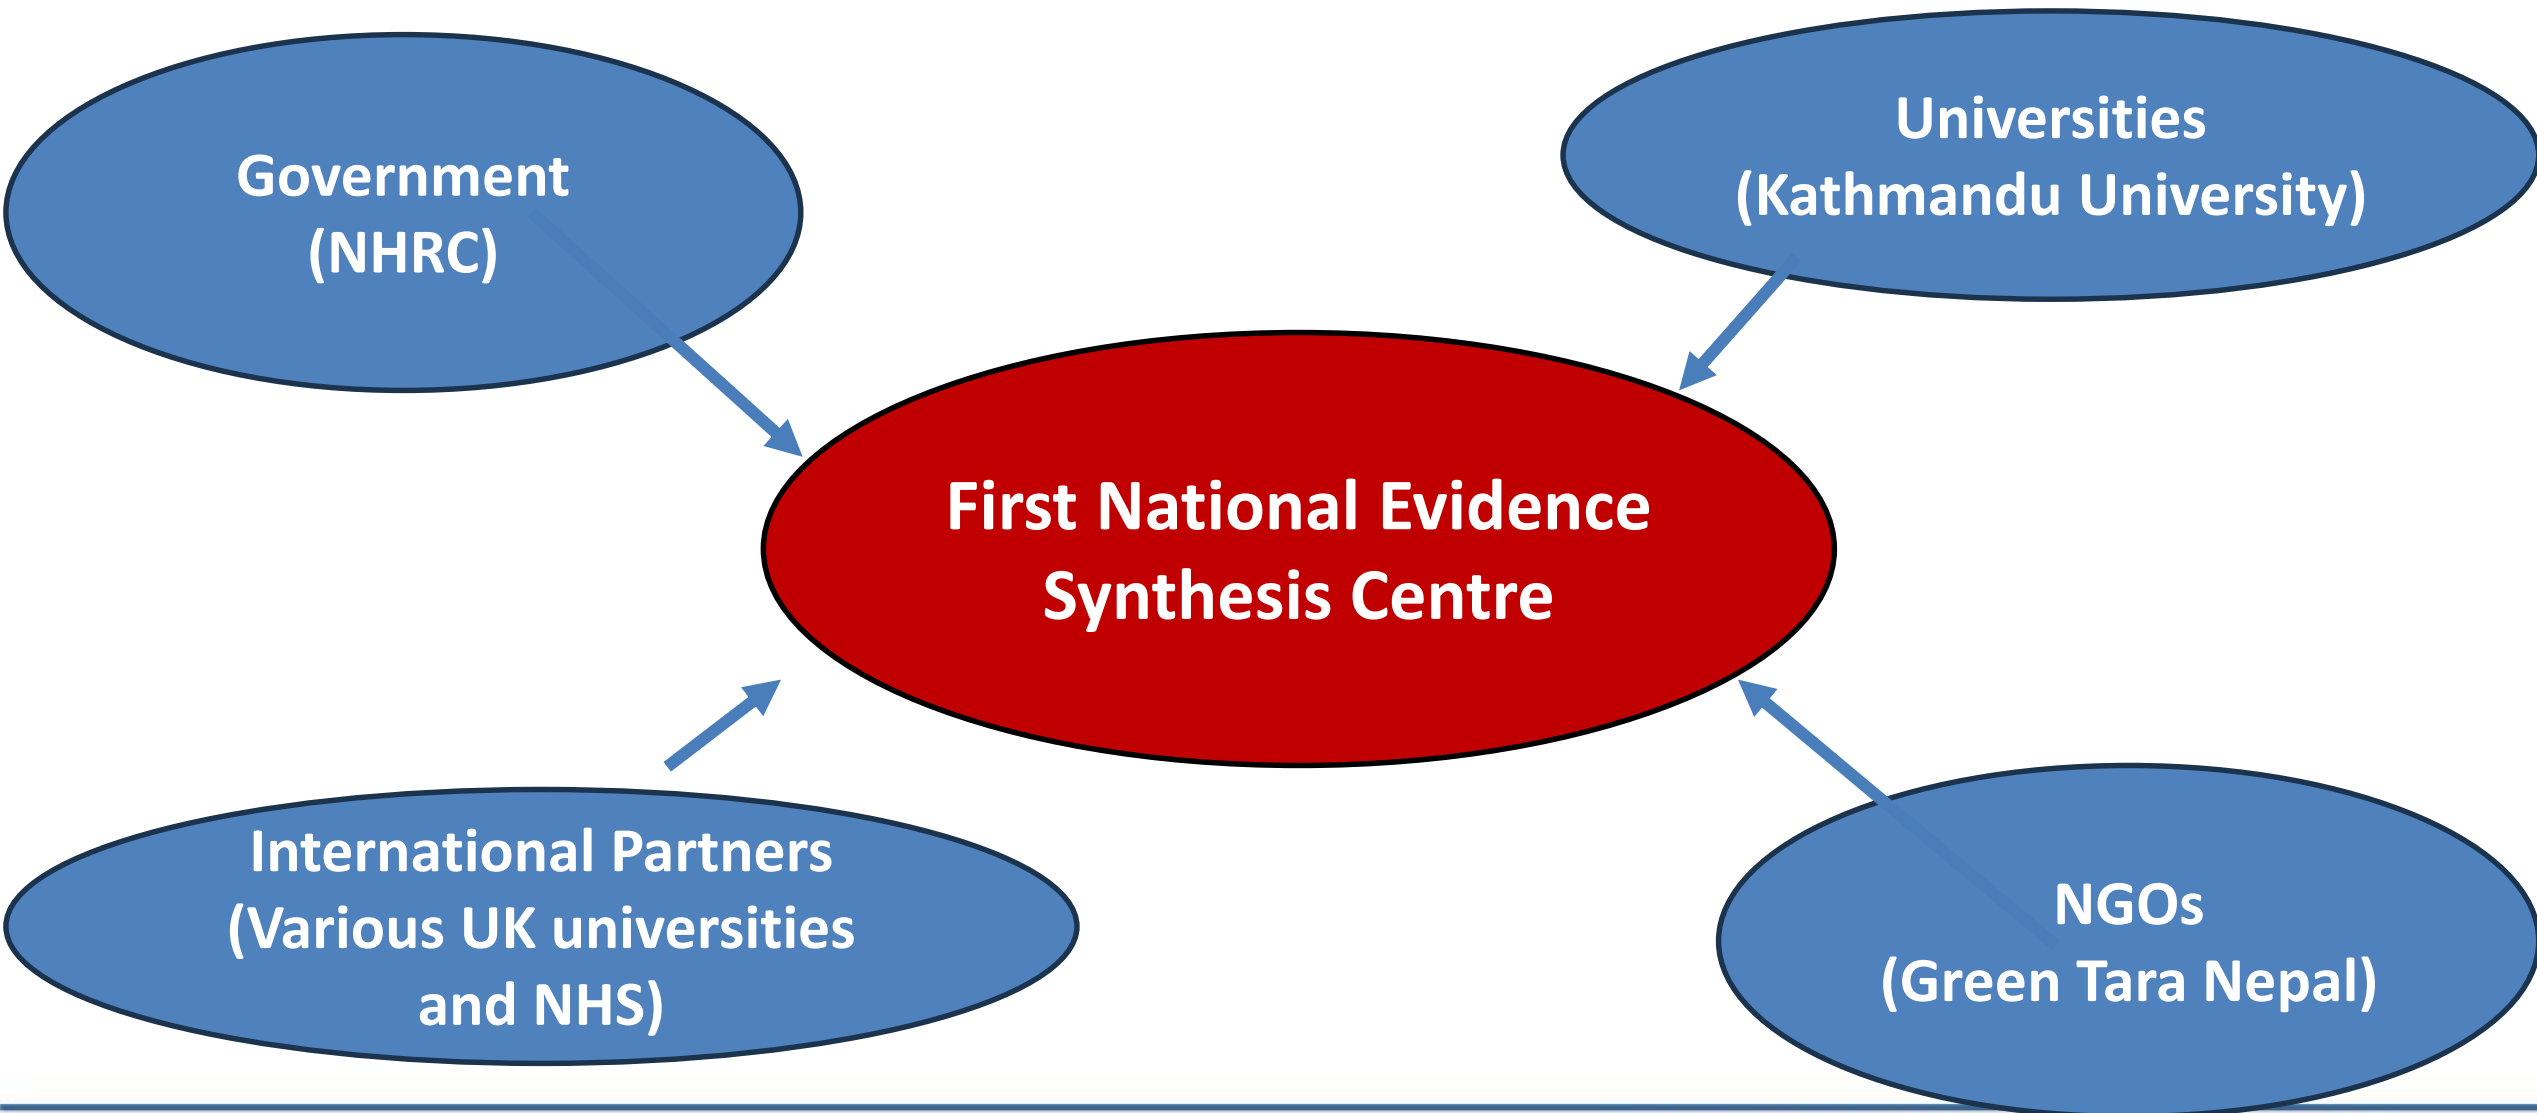 Government
(NHRC)
Universities
(Kathmandu University)
First National Evidence
Synthesis Centre
International Partners
(Various UK universities
and NHS)
NGOs
(Green Tara Nepal)